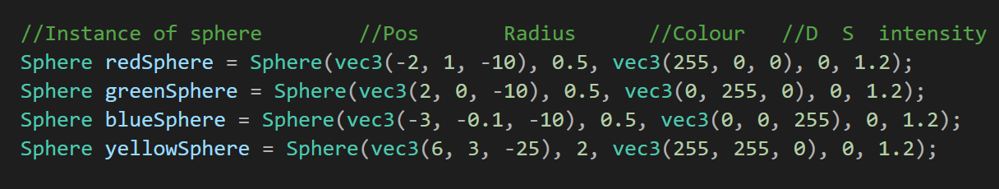 //Instance of sphere        //Pos       Radius      //Colour   //D  S  intensity
Sphere redSphere = Sphere(vec3(-2, 1, -10), 0.5, vec3(255, 0, 0), 0, 1.2);
Sphere greenSphere = Sphere(vec3(2, 0, -10), 0.5, vec3(0, 255, 0), 0, 1.2);
Sphere blueSphere = Sphere(vec3(-3, -0.1, -10), 0.5, vec3(0, 0, 255), 0, 1.2);
Sphere yellowSphere = Sphere(vec3(6, 3, -25), 2, vec3(255, 255, 0), 0, 1.2);